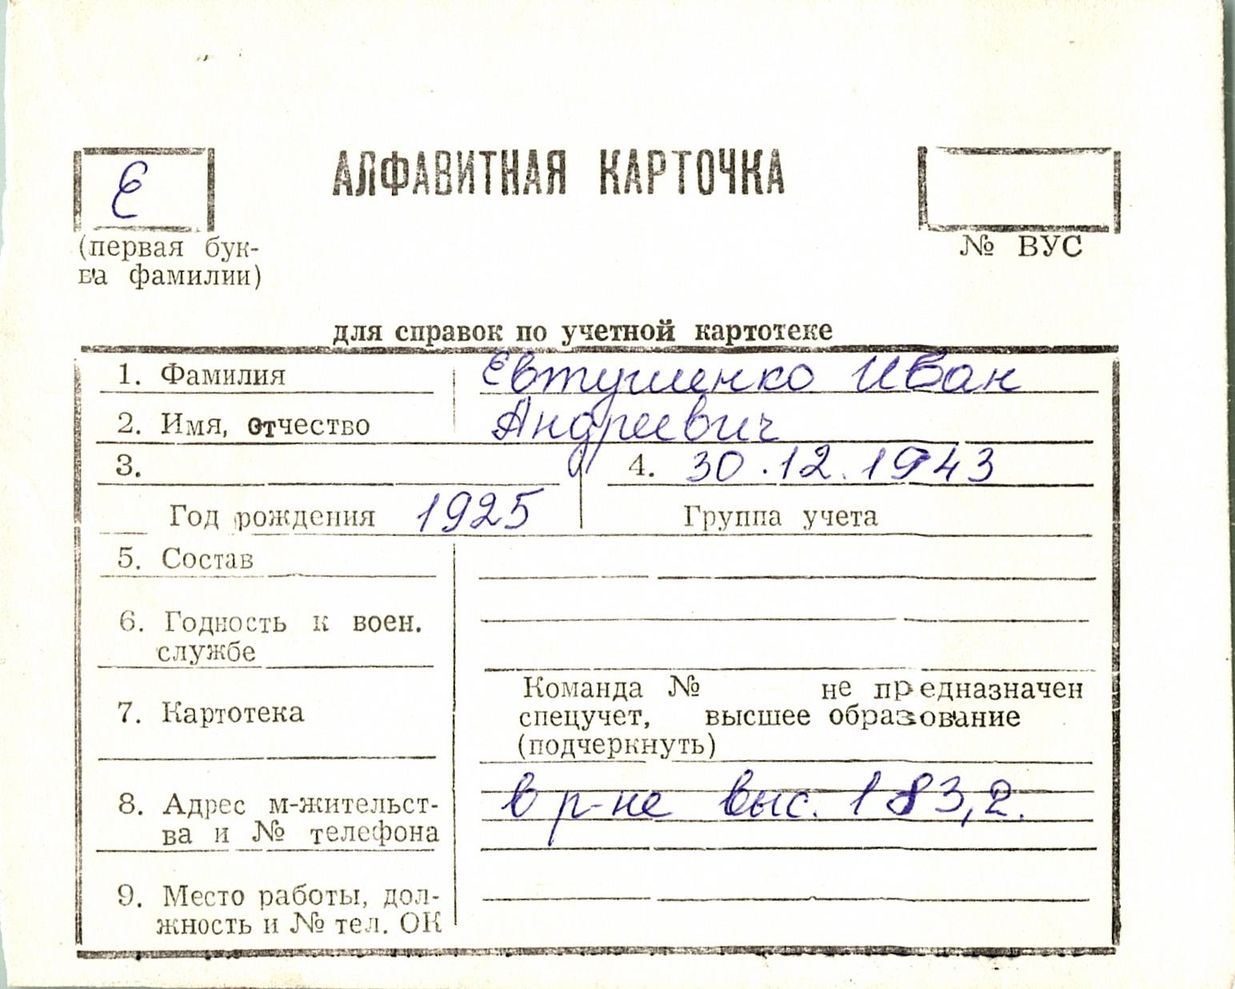 АЛФАВИТНАЯ КАРТОЧКА
Е
(первая бук-
ва фамилии)
№ ВУС
для справок по учетной картотеке
1. Фамилия Евтушенко Иван
2. Имя, отчество Андреевич
3. 4. 30.12.1943
Год рождения 1925 Группа учета
5. Состав
6. Годность к воен.
службе
7. Картотека
Команда № не предназначен
спецучет, высшее образование
(подчеркнуть)
8. Адрес м-жительст-
ва и № телефона
в р-не выс. 183,2.
9. Место работы, дол-
жность и № тел. ОК